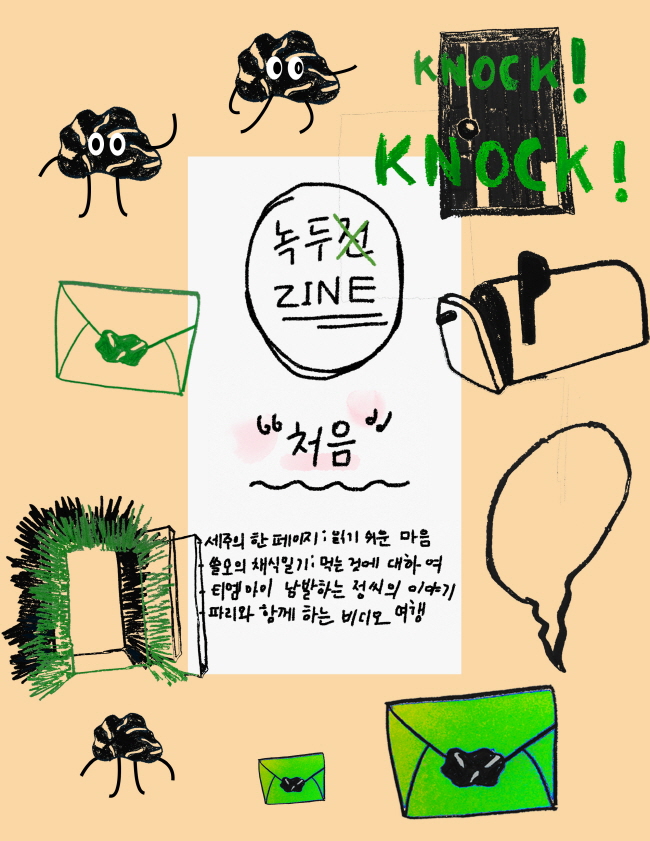 KNOCK!
KNOCK!
녹두전
ZINE
“처음”
세주의 한 페이지; 읽기 쉬운 마음
쏠오의 채식일기; 먹는 것에 대하여
티엠아이 남발하는 정씨의 이야기
파리와 함께 하는 비디오 여행